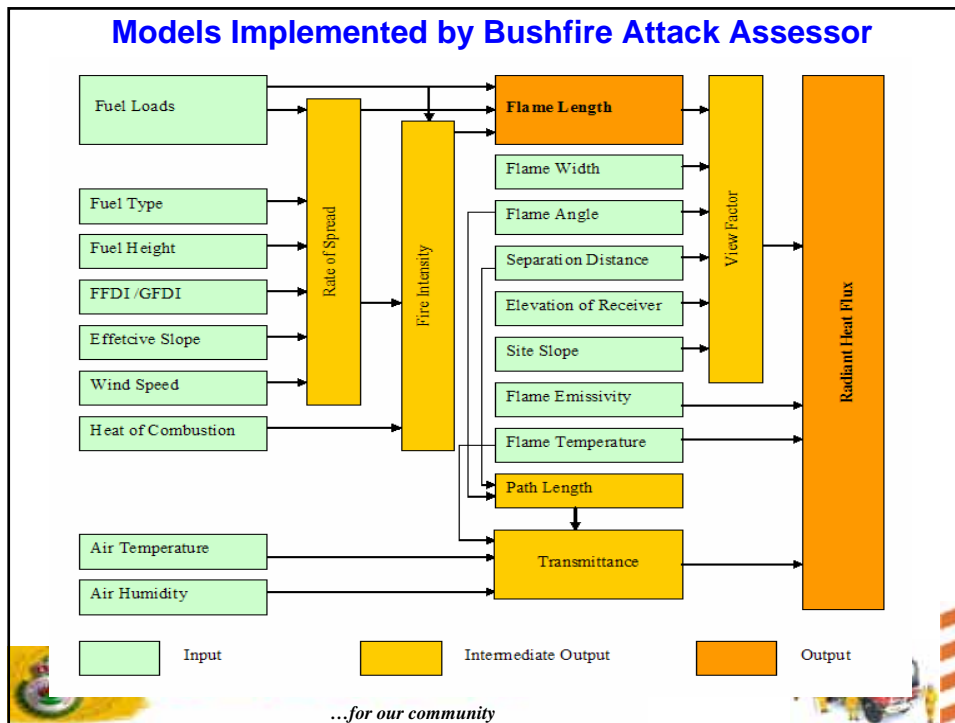 Models Implemented by Bushfire Attack Assessor
Fuel Loads
Fuel Type
Fuel Height
FFDI /GFDI
Effetcive Slope
Wind Speed
Heat of Combustion
Air Temperature
Air Humidity
Rate of Spread
Fire Intensity
Flame Length
Flame Width
Flame Angle
Separation Distance
Elevation of Receiver
Site Slope
Flame Emissivity
Flame Temperature
Path Length
Transmittance
View Factor
Radiant Heat Flux
Input
Intermediate Output
Output
...for our community